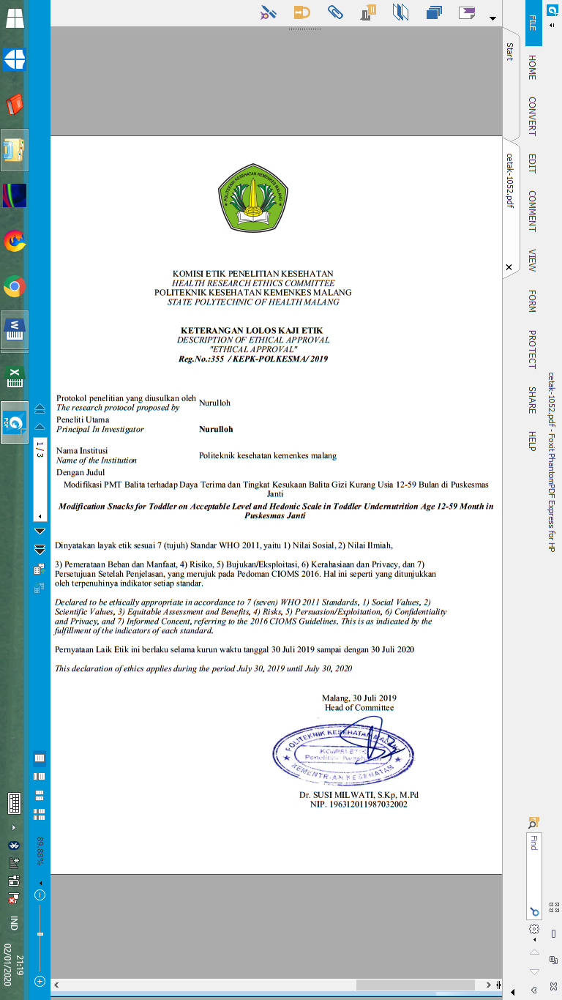 cetak-1052.pdf - Foxit PhantomPDF Express for HP
FILE HOME CONVERT EDIT COMMENT VIEW FORM PROTECT SHARE HELP
Find
Start
cetak-1052.pdf
POLITEKNIK KESEHATAN KEMENKES MALANG
KOMISI ETIK PENELITIAN KESEHATAN
HEALTH RESEARCH ETHICS COMMITTEE
POLITEKNIK KESEHATAN KEMENKES MALANG
STATE POLYTECHNIC OF HEALTH MALANG
KETERANGAN LOLOS KAJI ETIK
DESCRIPTION OF ETHICAL APPROVAL
"ETHICAL APPROVAL"
Reg.No.:355 / KEPK-POLKESMA/ 2019
Protokol penelitian yang diusulkan oleh
The research protocol proposed by
Nurulloh
Peneliti Utama
Principal In Investigator
Nurulloh
Nama Institusi
Name of the Institution
Politeknik kesehatan kemenkes malang
Dengan Judul
Modifikasi PMT Balita terhadap Daya Terima dan Tingkat Kesukaan Balita Gizi Kurang Usia 12-59 Bulan di Puskesmas
Janti
Modification Snacks for Toddler on Acceptable Level and Hedonic Scale in Toddler Undernutrition Age 12-59 Month in
Puskesmas Janti
Dinyatakan layak etik sesuai 7 (tujuh) Standar WHO 2011, yaitu 1) Nilai Sosial, 2) Nilai Ilmiah,
3) Pemerataan Beban dan Manfaat, 4) Risiko, 5) Bujukan/Eksploitasi, 6) Kerahasiaan dan Privacy, dan 7)
Persetujuan Setelah Penjelasan, yang merujuk pada Pedoman CIOMS 2016. Hal ini seperti yang ditunjukkan
oleh terpenuhinya indikator setiap standar.
Declared to be ethically appropriate in accordance to 7 (seven) WHO 2011 Standards, 1) Social Values, 2)
Scientific Values, 3) Equitable Assessment and Benefits, 4) Risks, 5) Persuasion/Exploitation, 6) Confidentiality
and Privacy, and 7) Informed Concent, referring to the 2016 CIOMS Guidelines. This is as indicated by the
fulfillment of the indicators of each standard.
Pernyataan Laik Etik ini berlaku selama kurun waktu tanggal 30 Juli 2019 sampai dengan 30 Juli 2020
This declaration of ethics applies during the period July 30, 2019 until July 30, 2020
Malang, 30 Juli 2019
Head of Committee
POLITEKNIK KESEHATAN MALANG
KOMISI ETIK
Penelitian Kesehatan
KEMENTRIAN KESEHATAN
Dr. SUSI MILWATI, S.Kp, M.Pd
NIP. 196312011987032002
1 / 3
89.88%
PDF
IND
21:19
02/01/2020